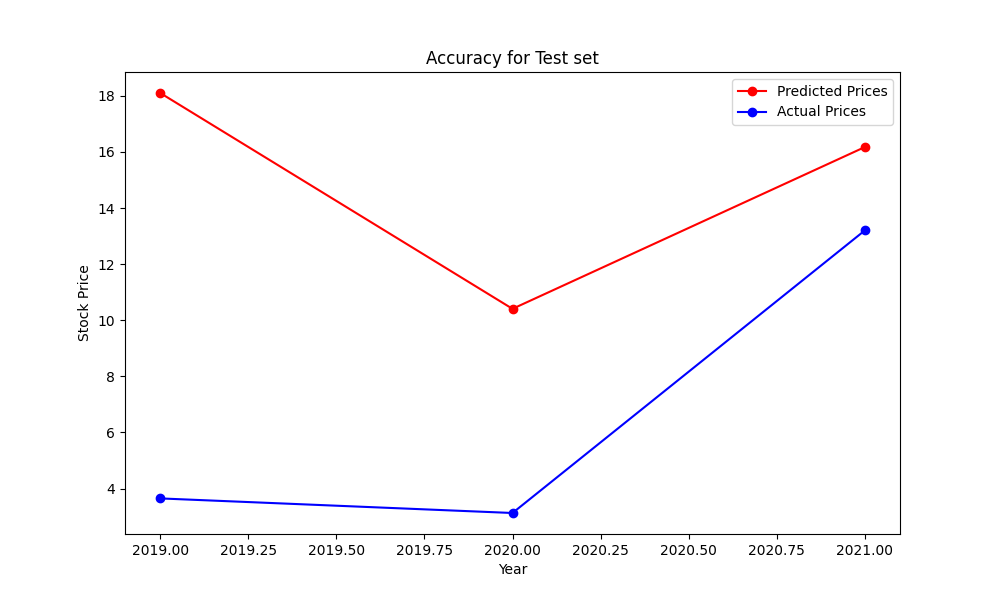 Accuracy for Test set
Predicted Prices
Actual Prices
18
16
14
12
10
8
6
4
Stock Price
2019.00 2019.25 2019.50 2019.75 2020.00 2020.25 2020.50 2020.75 2021.00
Year